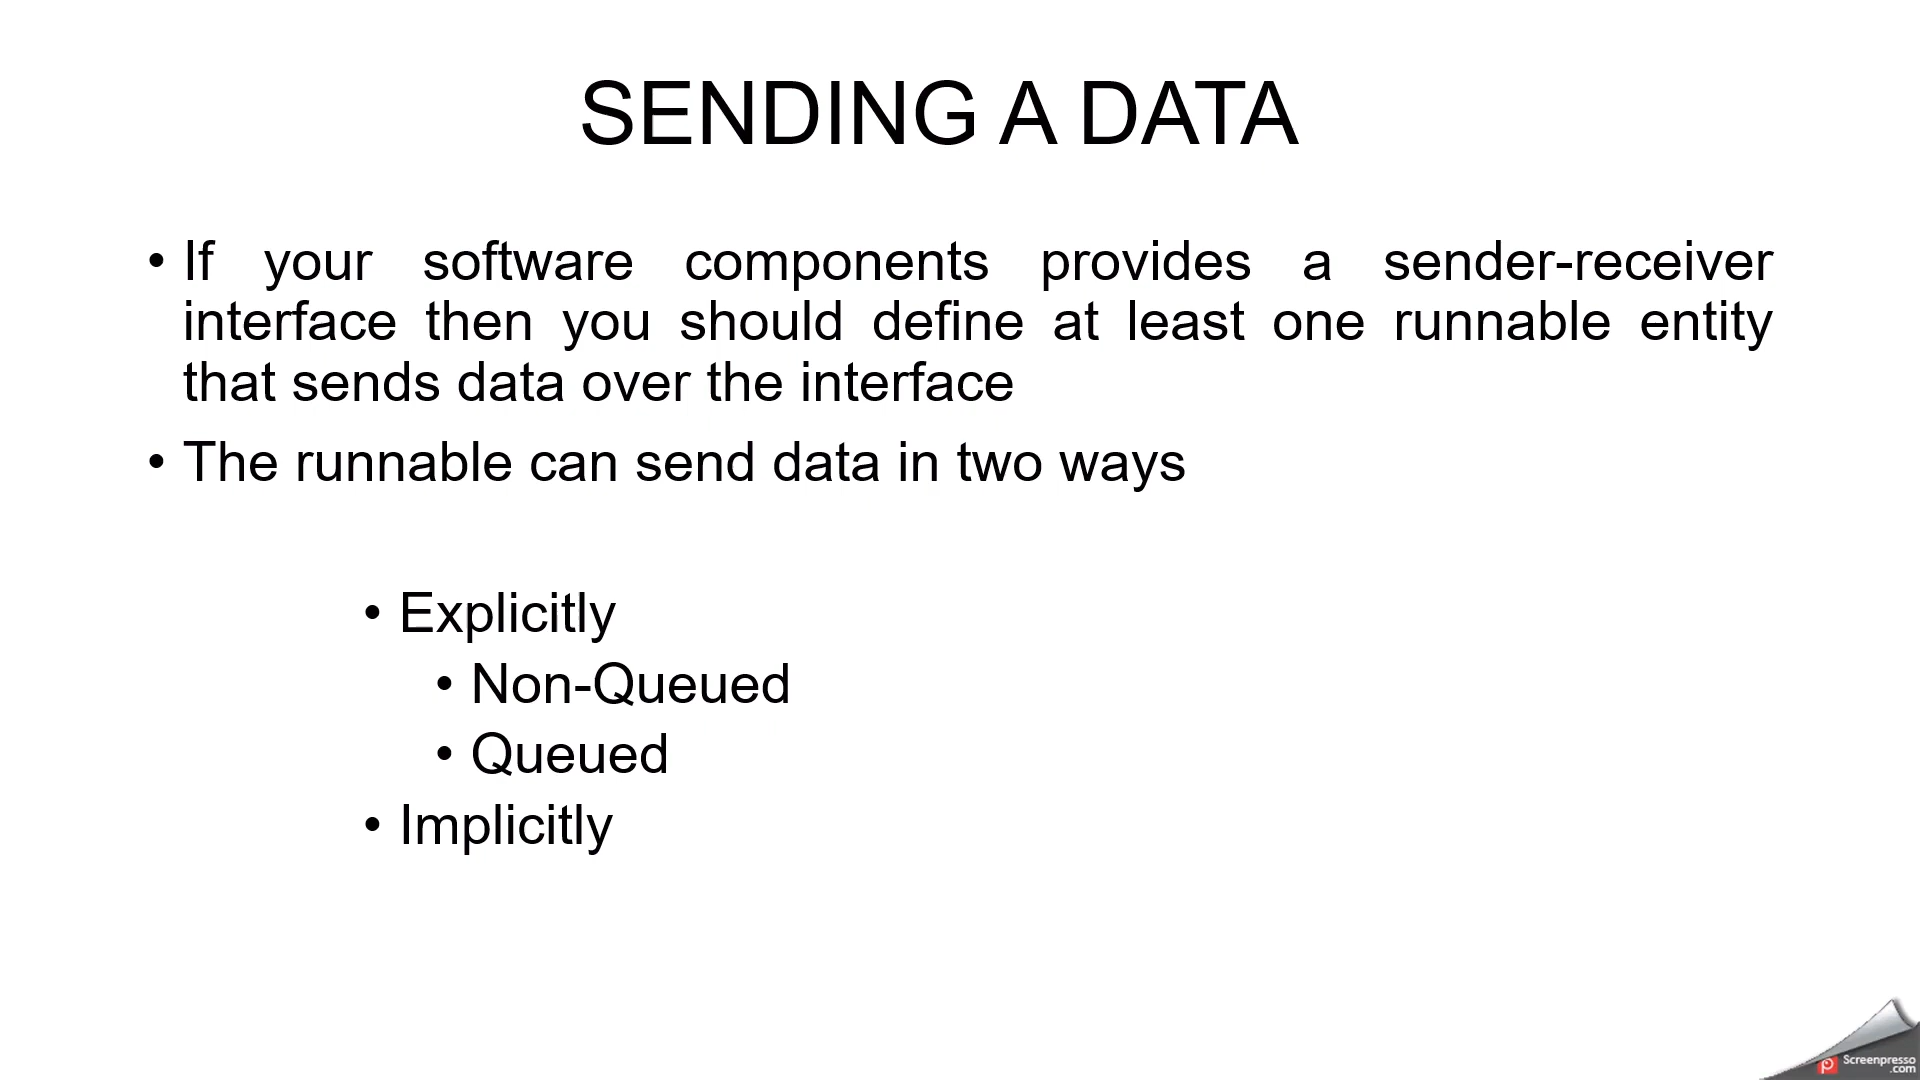 SENDING A DATA
• If your software components provides a sender-receiver
interface then you should define at least one runnable entity
that sends data over the interface
• The runnable can send data in two ways
• Explicitly
• Non-Queued
• Queued
• Implicitly
Screenpresso
.com